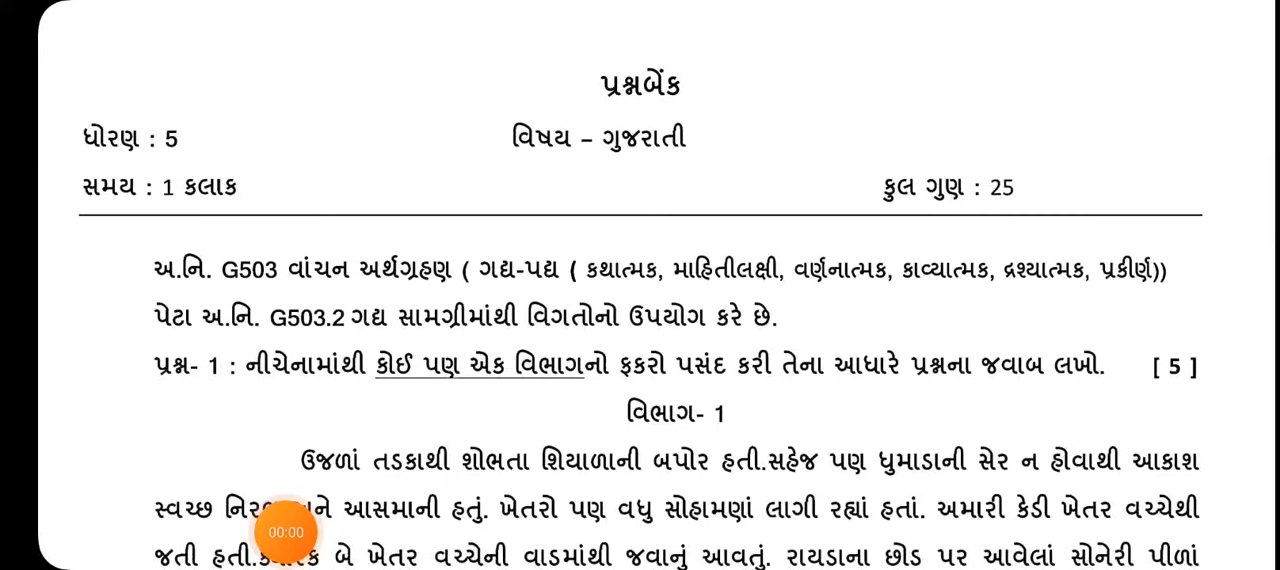 પ્રશ્નબેંક
ધોરણ : 5 વિષય – ગુજરાતી
સમય : 1 કલાક કુલ ગુણ : 25
અ.નિ. G503 વાંચન અર્થગ્રહણ ( ગદ્ય-પદ્ય ( કથાત્મક, માહિતીલક્ષી, વર્ણનાત્મક, કાવ્યાત્મક, દ્રશ્યાત્મક, પ્રકીર્ણ))
પેટા અ.નિ. G503.2 ગદ્ય સામગ્રીમાંથી વિગતોનો ઉપયોગ કરે છે.
પ્રશ્ન- 1 : નીચેનામાંથી કોઈ પણ એક વિભાગનો ફકરો પસંદ કરી તેના આધારે પ્રશ્નના જવાબ લખો. [ 5 ]
વિભાગ- 1
ઉજળાં તડકાથી શોભતા શિયાળાની બપોર હતી.સહેજ પણ ધુમાડાની સેર ન હોવાથી આકાશ
સ્વચ્છ આસમાની હતું. ખેતરો પણ વધુ સોહામણાં લાગી રહ્યાં હતાં. અમારી કેડી ખેતર વચ્ચેથી
જતી હતી. બે ખેતર વચ્ચેની વાડમાંથી જવાનું આવતું. રાયડાના છોડ પર આવેલાં સોનેરી પીળાં
00:00